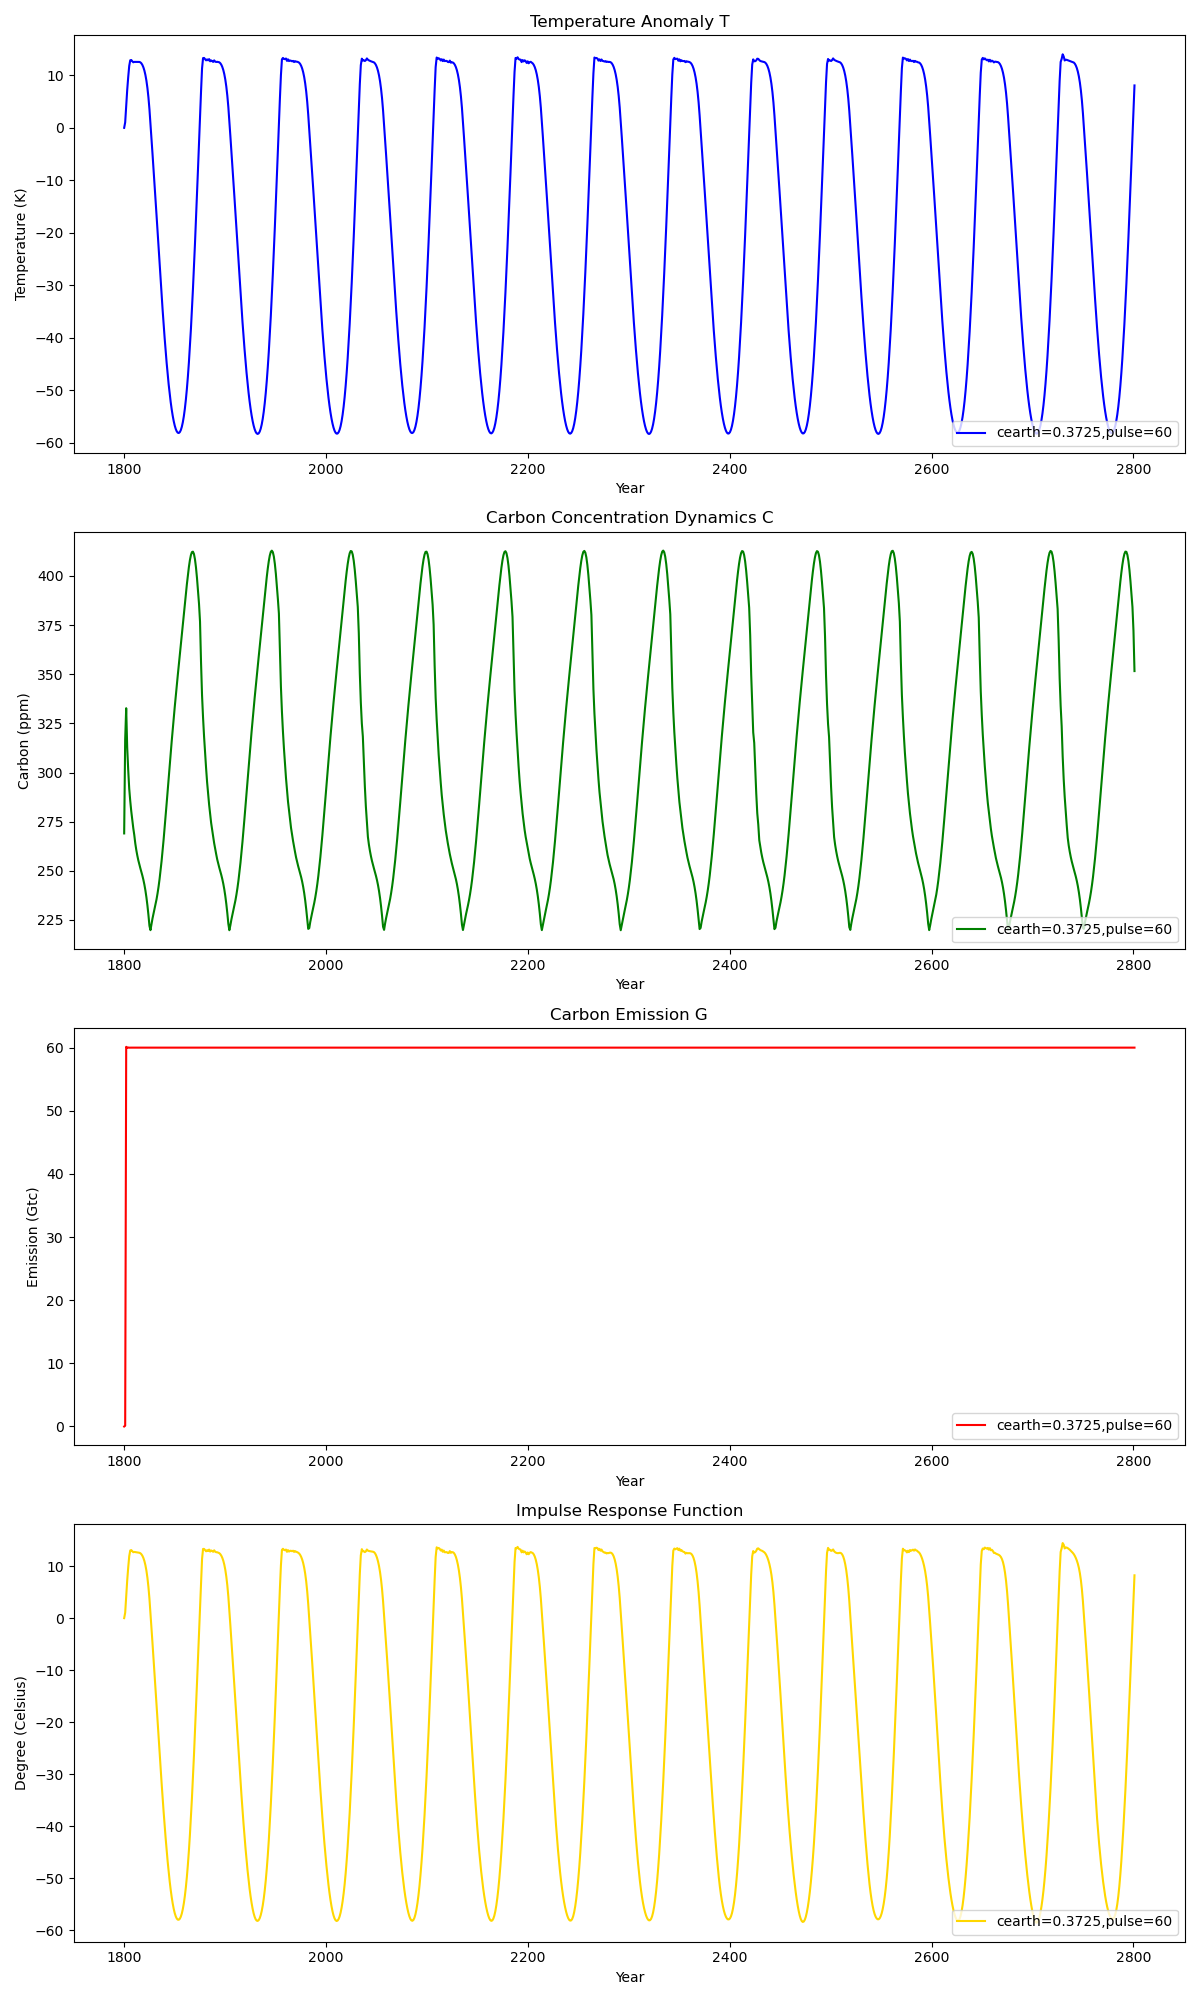 Temperature Anomaly T
10
0
−10
−20
−30
−40
−50
−60
Temperature (K)
cearth=0.3725,pulse=60
1800 2000 2200 2400 2600 2800
Year
Carbon Concentration Dynamics C
400
375
350
325
300
275
250
225
Carbon (ppm)
cearth=0.3725,pulse=60
1800 2000 2200 2400 2600 2800
Year
Carbon Emission G
60
50
40
30
20
10
0
Emission (Gtc)
cearth=0.3725,pulse=60
1800 2000 2200 2400 2600 2800
Year
Impulse Response Function
10
0
−10
−20
−30
−40
−50
−60
Degree (Celsius)
cearth=0.3725,pulse=60
1800 2000 2200 2400 2600 2800
Year